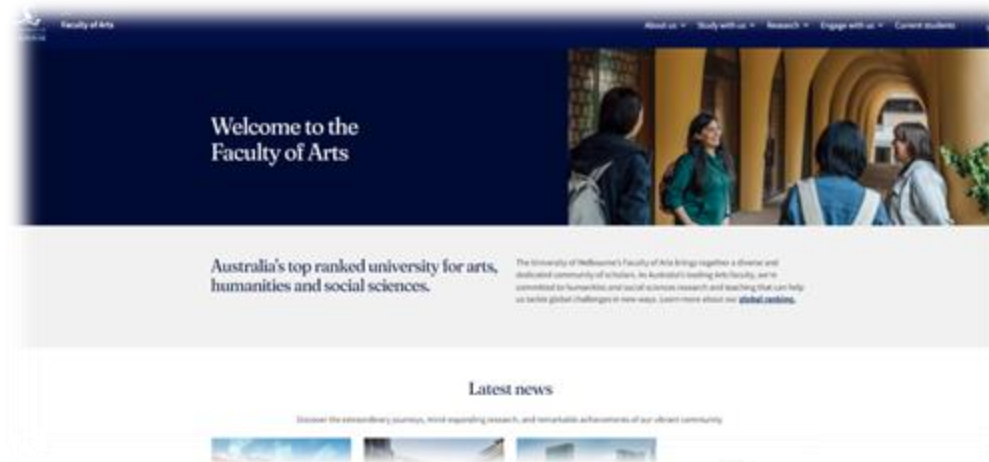 Faculty of Arts
About us Study with us Research Engage with us Current students
Welcome to the
Faculty of Arts
Australia's top ranked university for arts,
humanities and social sciences.
The University of Melbourne's Faculty of Arts brings together a diverse and
dedicated community of scholars. As Australia's leading Arts faculty, we're
committed to humanities and social sciences research and teaching that can help
us tackle global challenges in new ways. Learn more about our global ranking.
Latest news
Discover the extraordinary journeys, mind expanding research, and remarkable achievements of our vibrant community